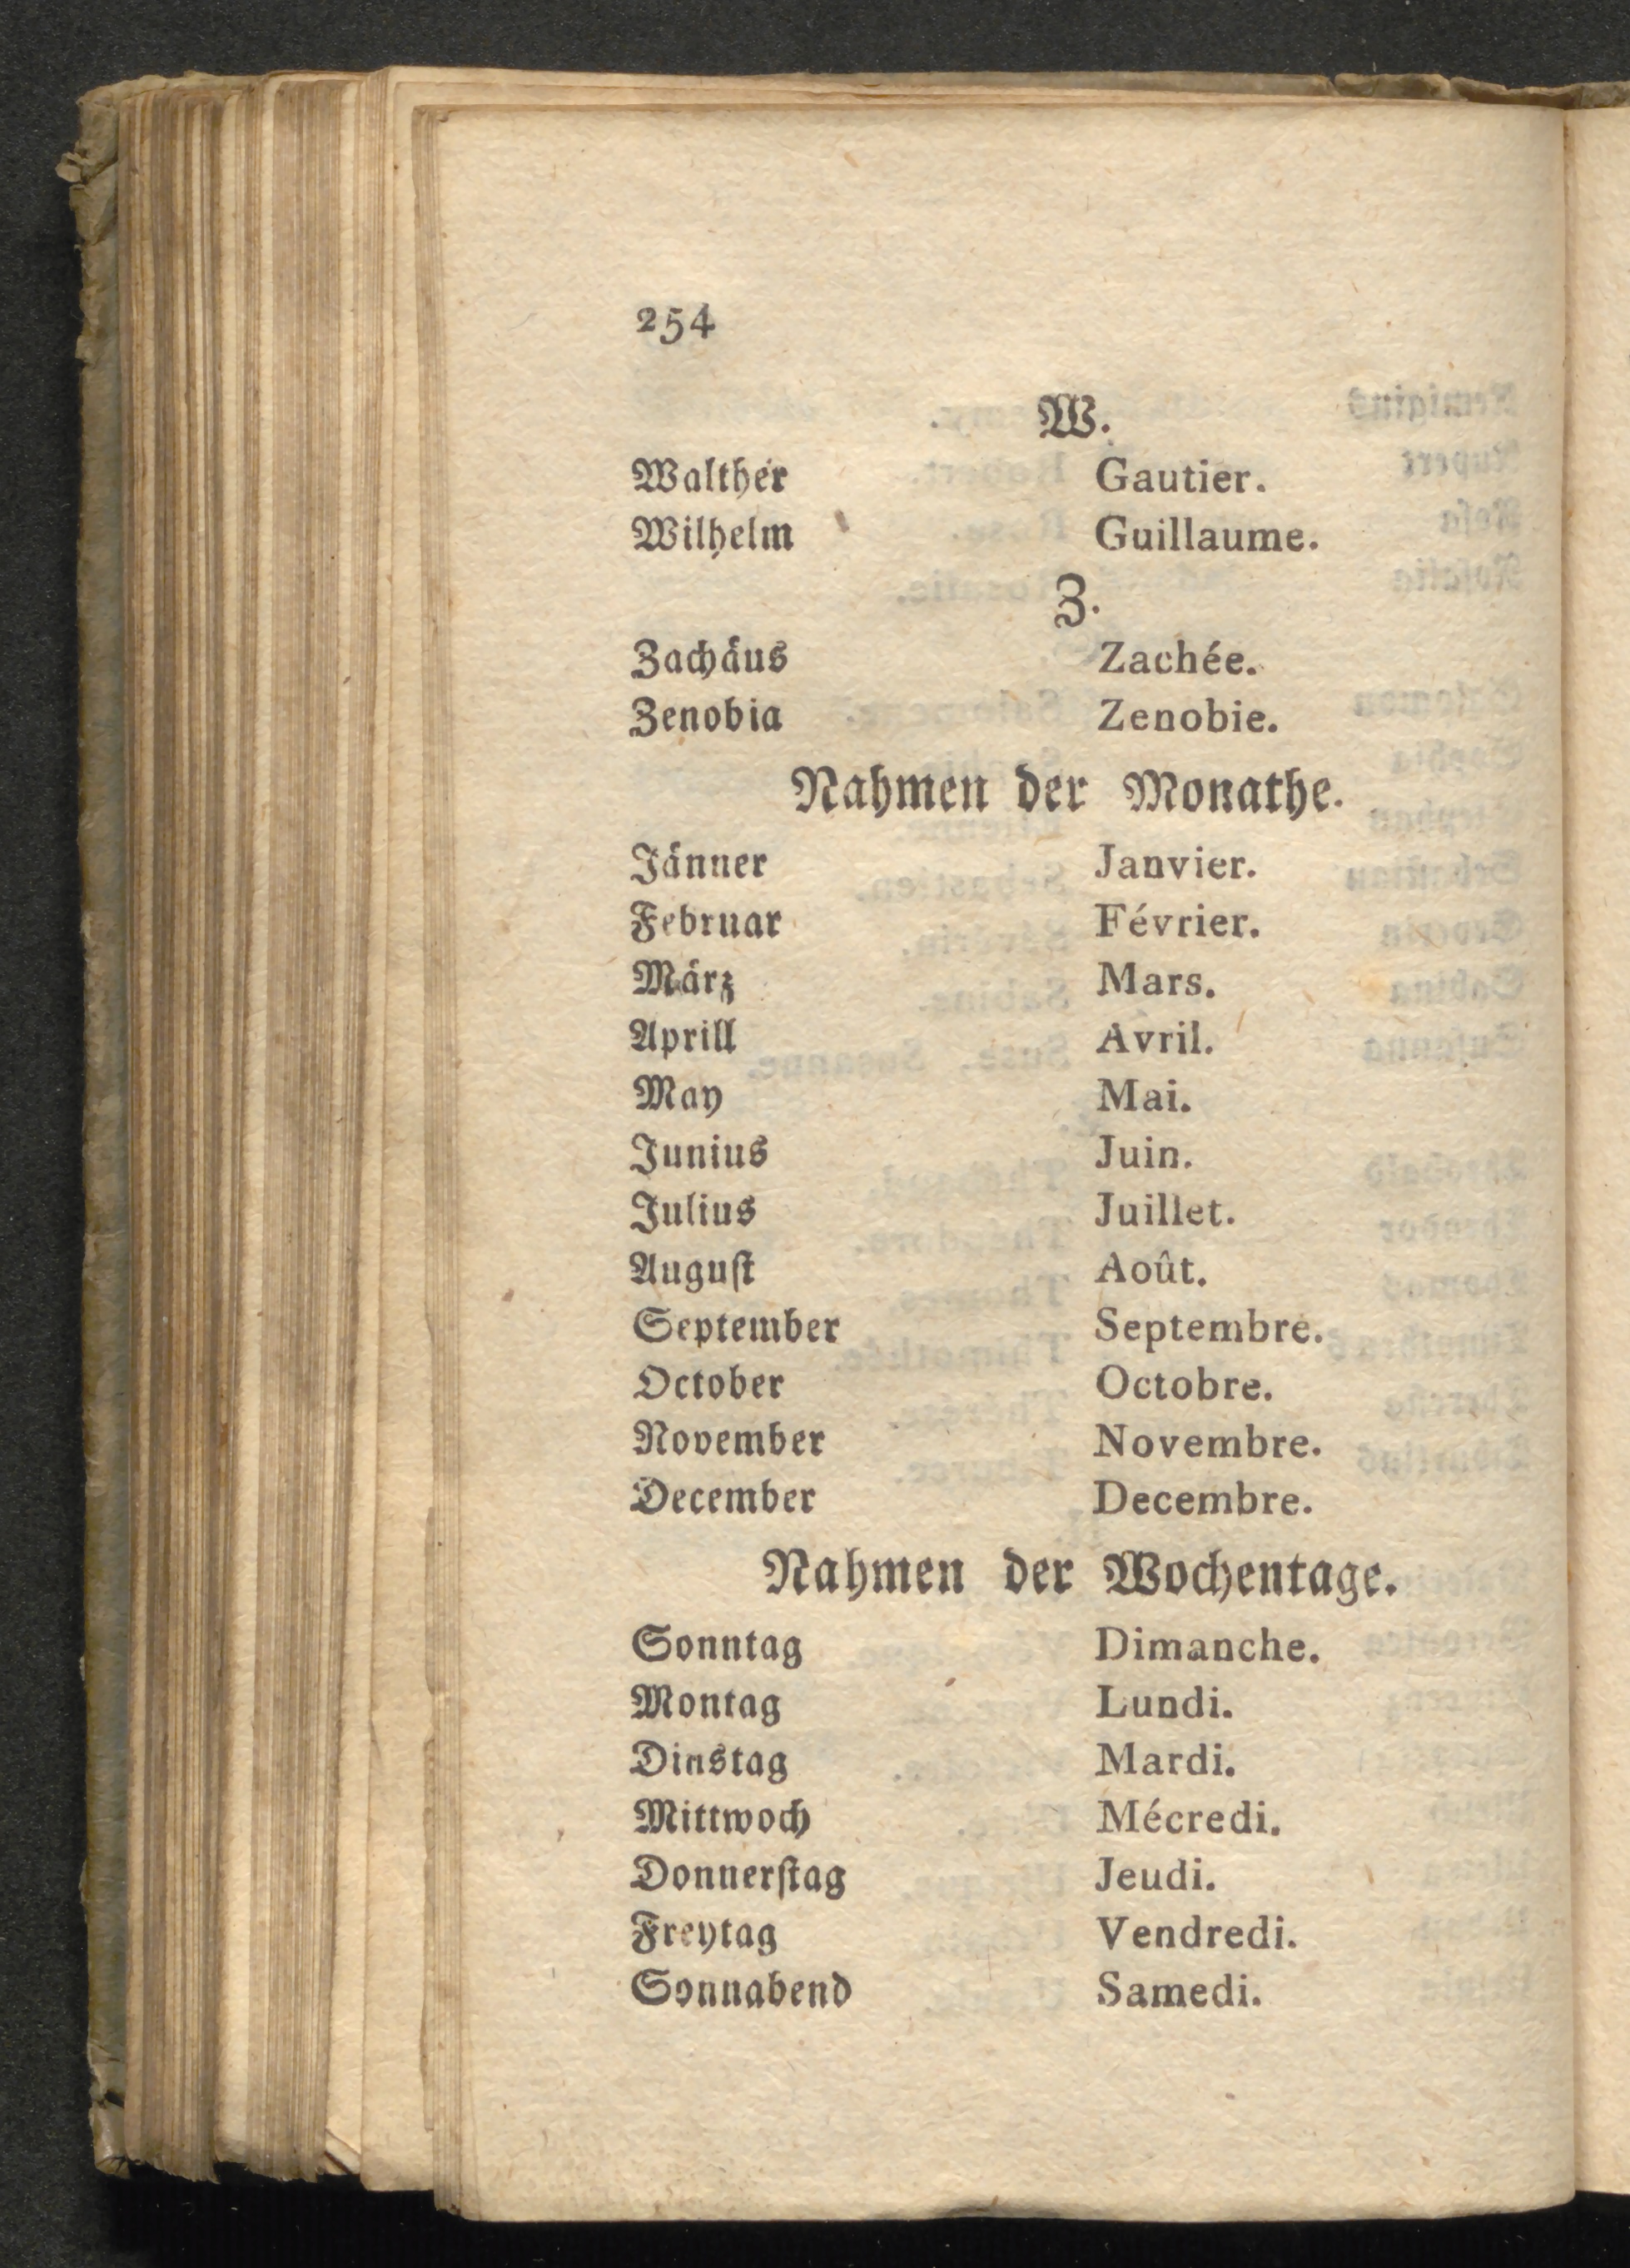 254
W.
Walther Gautier.
Wilhelm Guillaume.
Z.
Zachäus Zachée.
Zenobia Zenobie.
Nahmen der Monathe.
Jänner Janvier.
Februar Février.
März Mars.
Aprill Avril.
May Mai.
Junius Juin.
Julius Juillet.
Auguſt Août.
September Septembre.
October Octobre.
November Novembre.
December Decembre.
Nahmen der Wochentage.
Sonntag Dimanche.
Montag Lundi.
Dinstag Mardi.
Mittwoch Mécredi.
Donnerſtag Jeudi.
Freytag Vendredi.
Sonnabend Samedi.